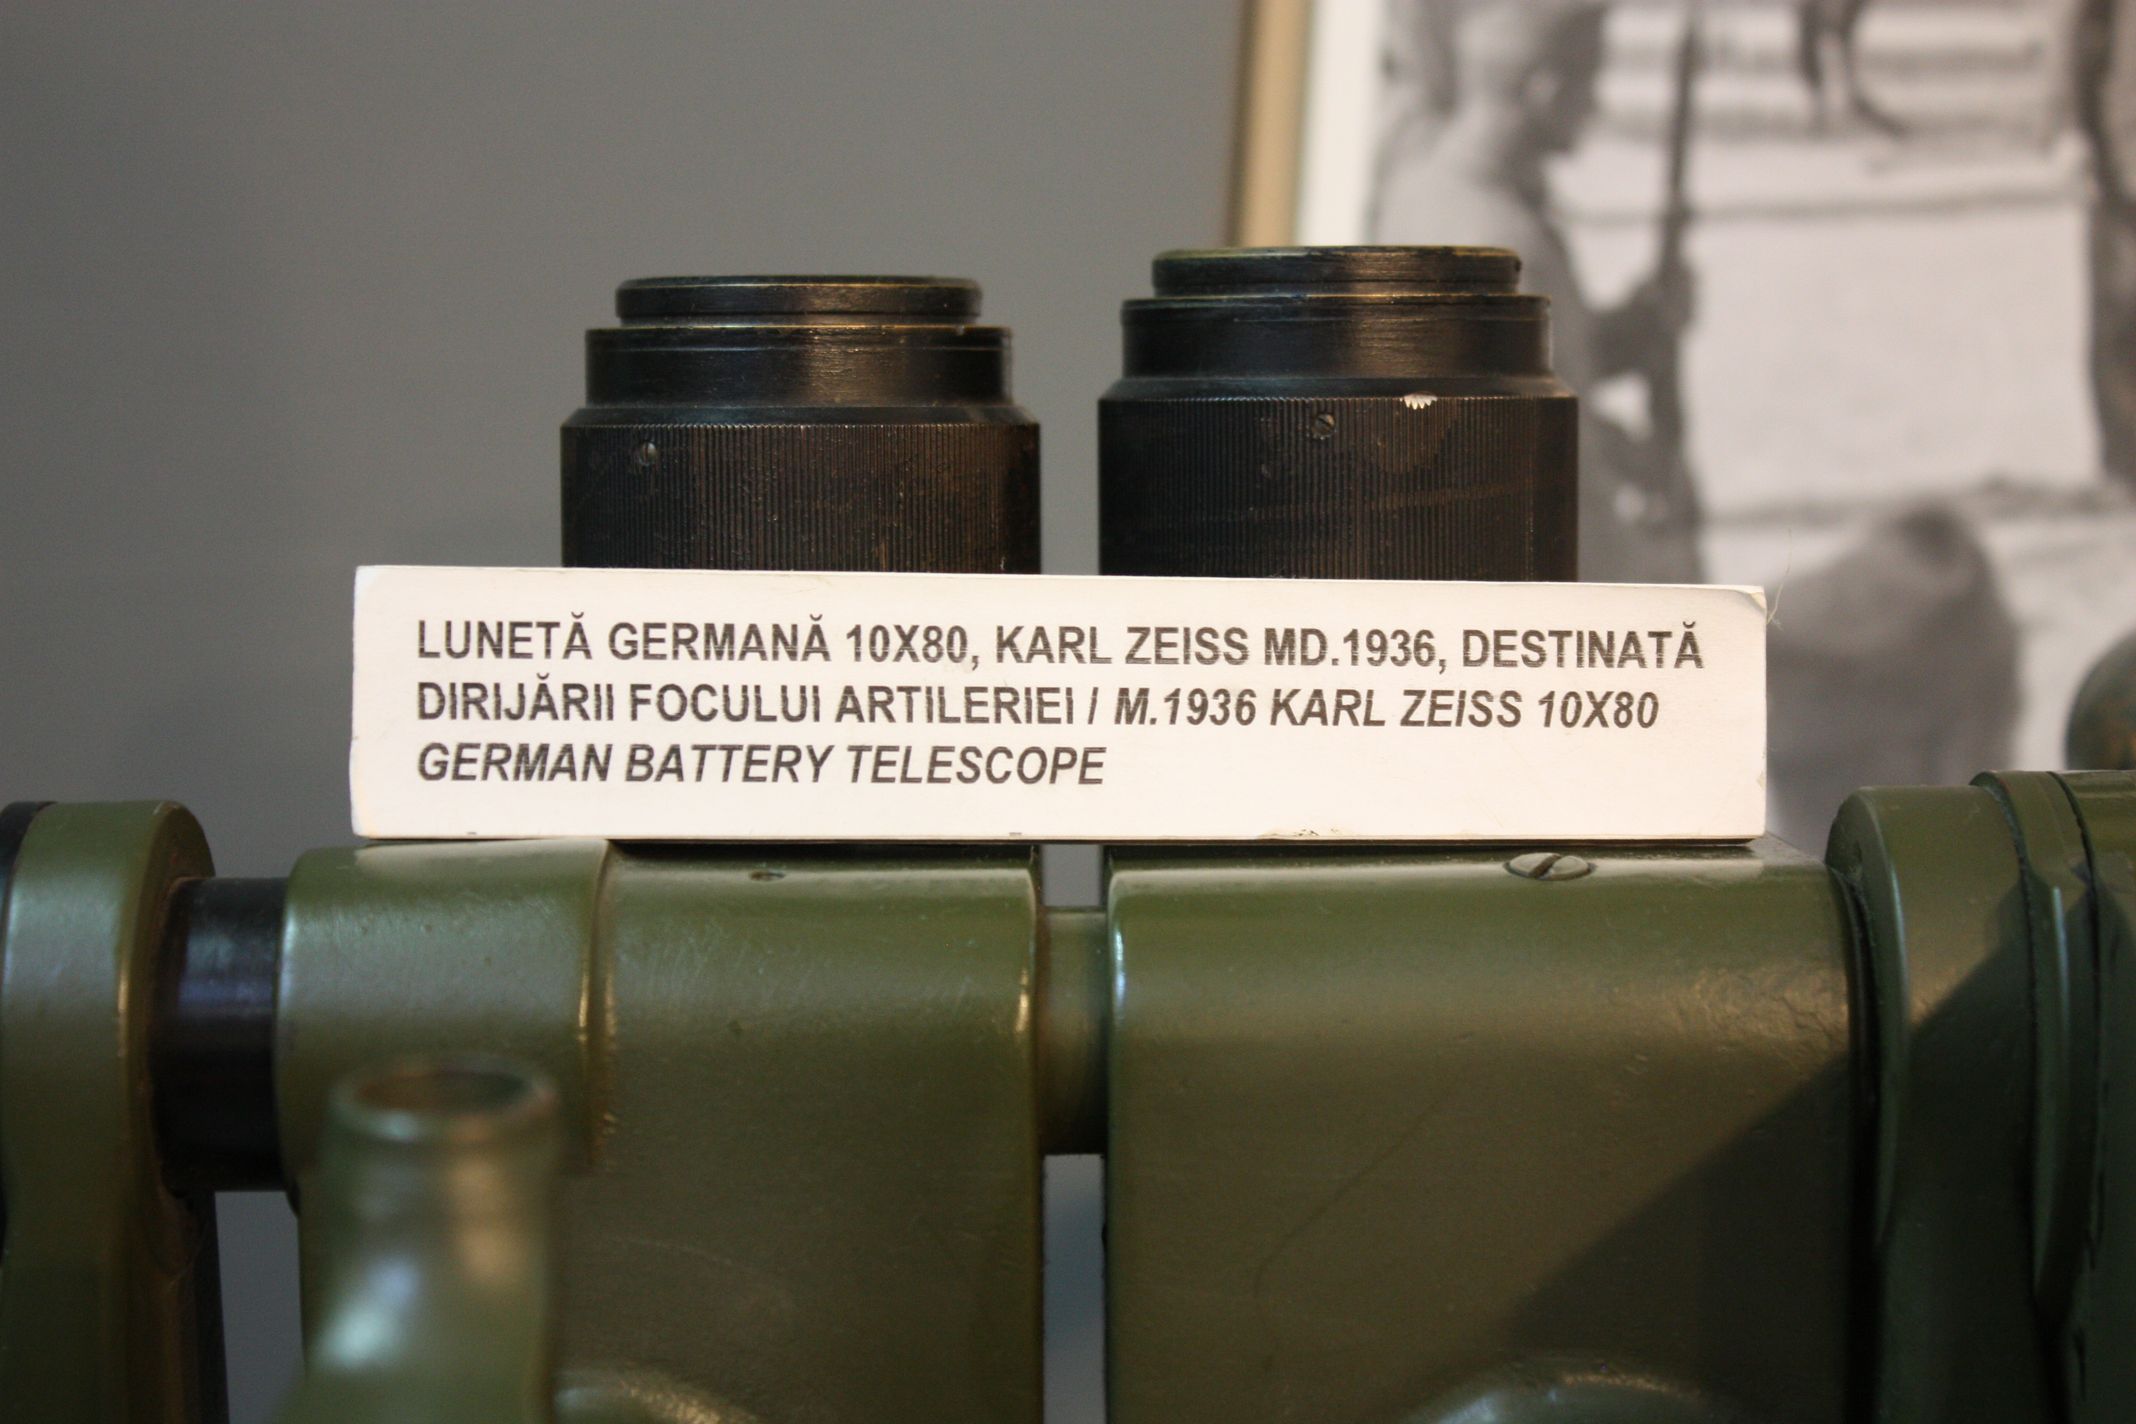 LUNETĂ GERMANĂ 10X80, KARL ZEISS MD.1936, DESTINATĂ
DIRIJĂRII FOCULUI ARTILERIEI / M.1936 KARL ZEISS 10X80
GERMAN BATTERY TELESCOPE